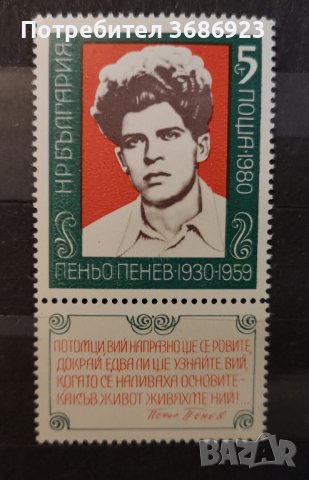 Потребител 3686923
НР БЪЛГАРИЯ
5
ПОЩА·1980
ПЕНЬО ПЕНЕВ·1930-1959
ПОТОМЦИ, ВИЙ НАПРАЗНО ЩЕ СЕ РОВИТЕ,
ДОКРАЙ ЕДВА ЛИ ЩЕ УЗНАЙТЕ ВИЙ,
КОГАТО СЕ НАЛИВАХА ОСНОВИТЕ-
КАКЪВ ЖИВОТ ЖИВЯХМЕ НИЙ!...
Пеньо Пенев
bazar